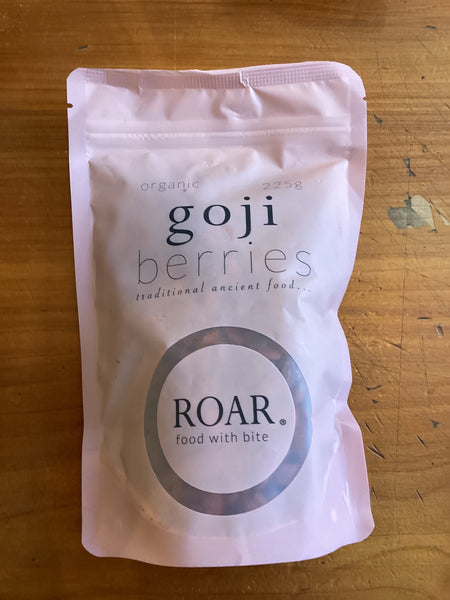 organic 225g
goji
berries
traditional ancient food...
ROAR®
food with bite